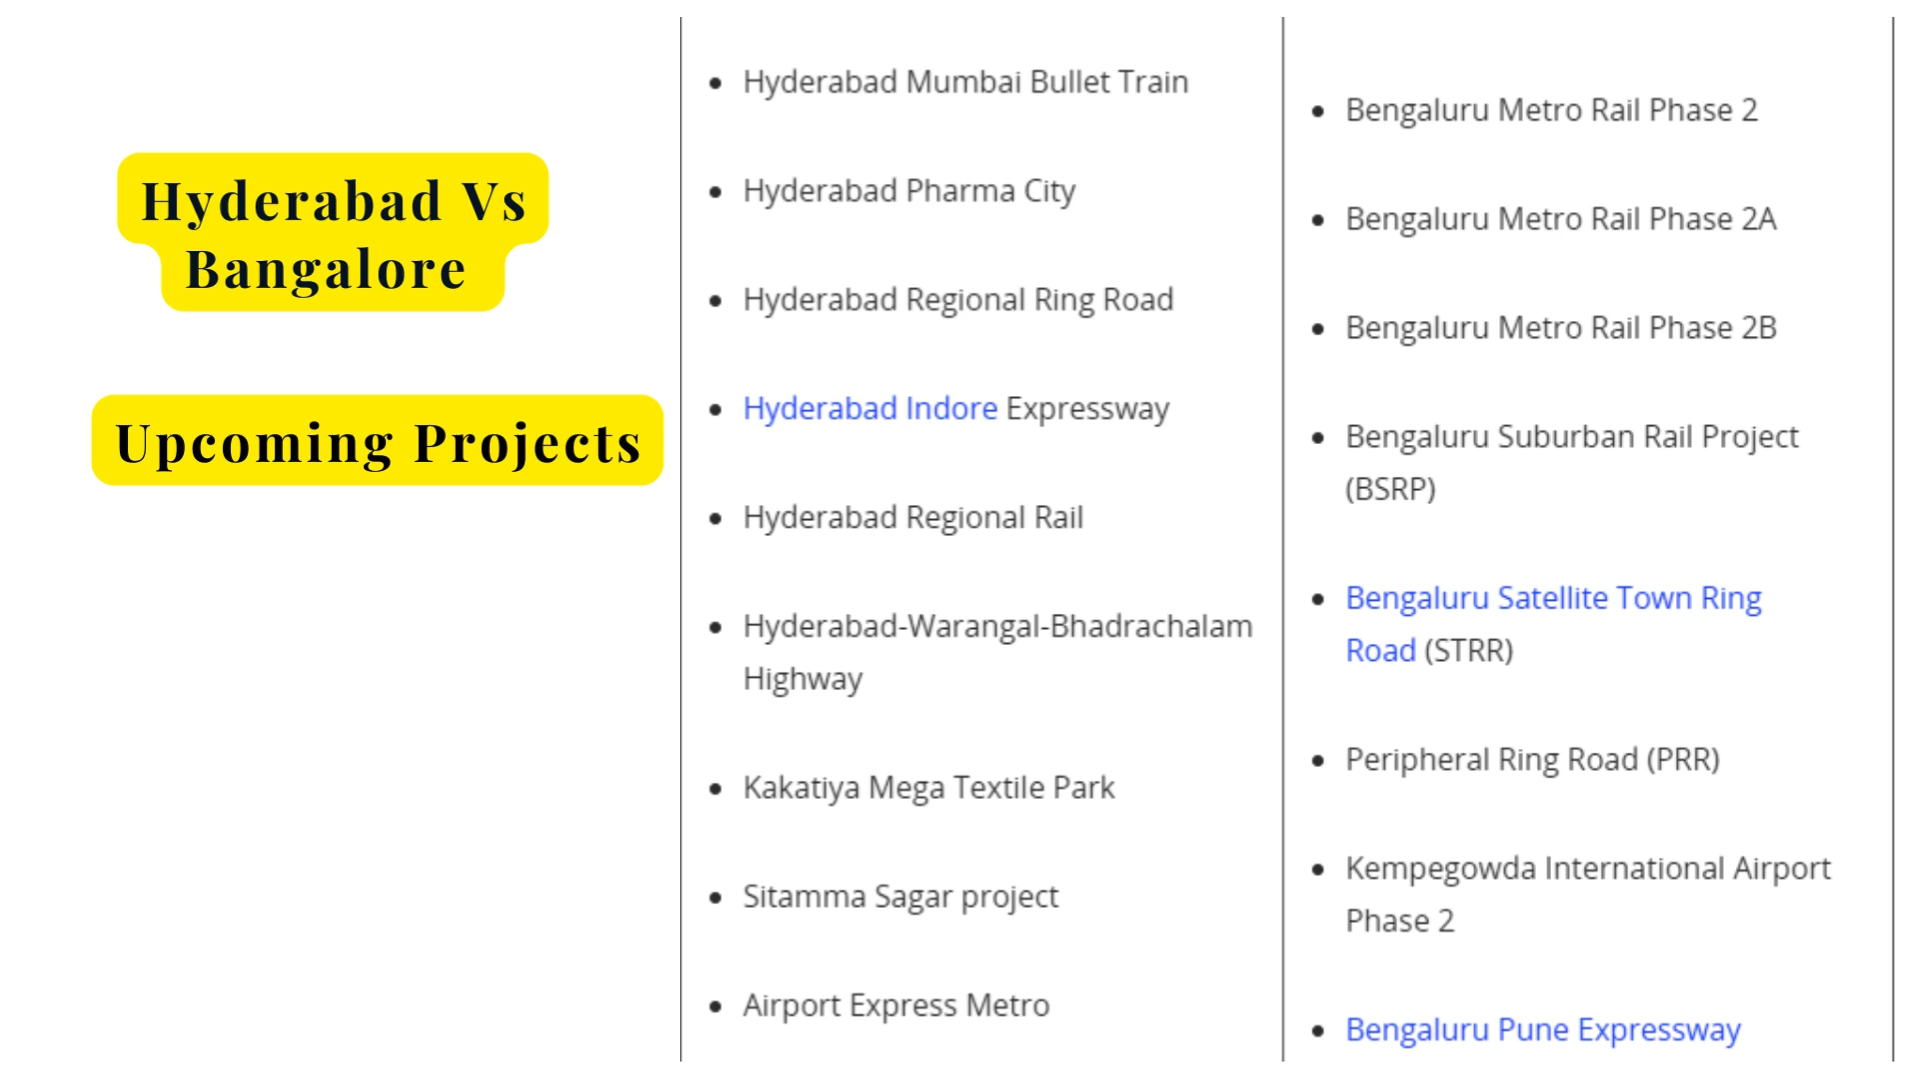 Hyderabad Vs
Bangalore
Upcoming Projects
Hyderabad Mumbai Bullet Train
Hyderabad Pharma City
Hyderabad Regional Ring Road
Hyderabad Indore Expressway
Hyderabad Regional Rail
Hyderabad-Warangal-Bhadrachalam
Highway
Kakatiya Mega Textile Park
Sitamma Sagar project
Airport Express Metro
Bengaluru Metro Rail Phase 2
Bengaluru Metro Rail Phase 2A
Bengaluru Metro Rail Phase 2B
Bengaluru Suburban Rail Project
(BSRP)
Bengaluru Satellite Town Ring
Road (STRR)
Peripheral Ring Road (PRR)
Kempegowda International Airport
Phase 2
Bengaluru Pune Expressway